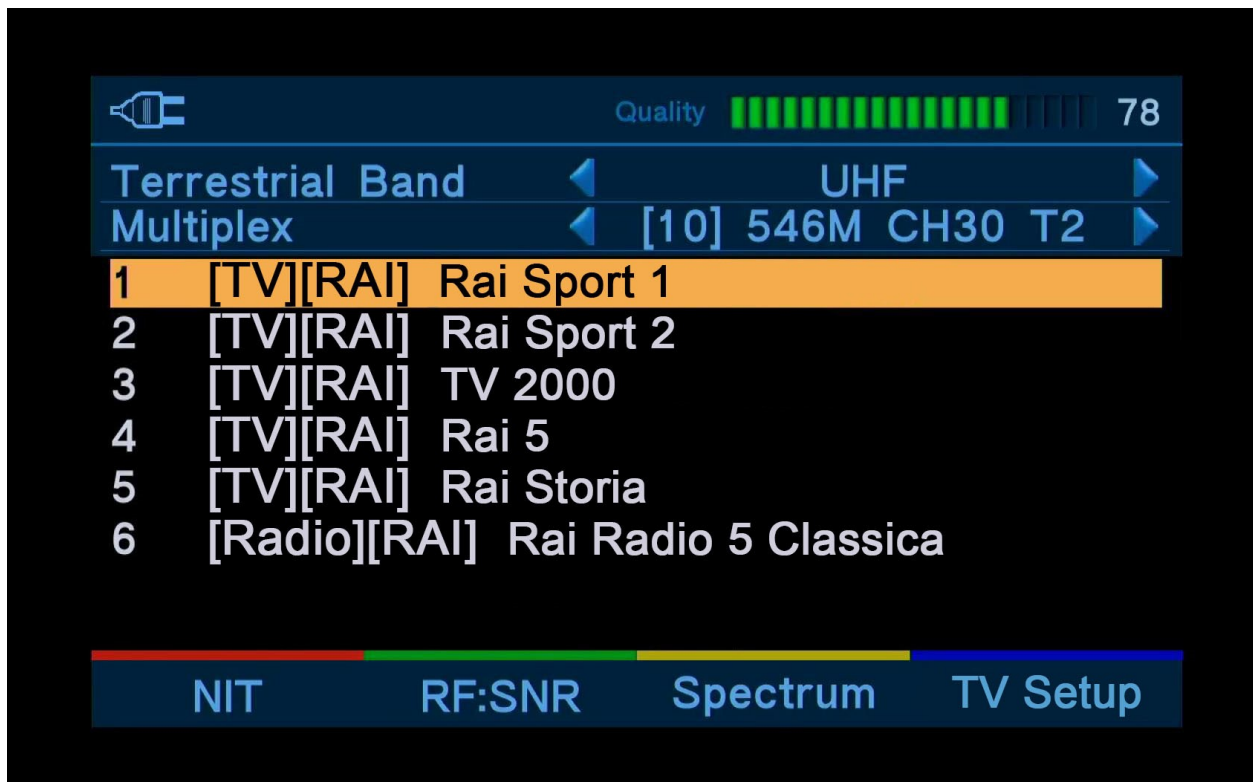 Quality 78
Terrestrial Band UHF
Multiplex [10] 546M CH30 T2
1 [TV][RAI] Rai Sport 1
2 [TV][RAI] Rai Sport 2
3 [TV][RAI] TV 2000
4 [TV][RAI] Rai 5
5 [TV][RAI] Rai Storia
6 [Radio][RAI] Rai Radio 5 Classica
NIT RF:SNR Spectrum TV Setup